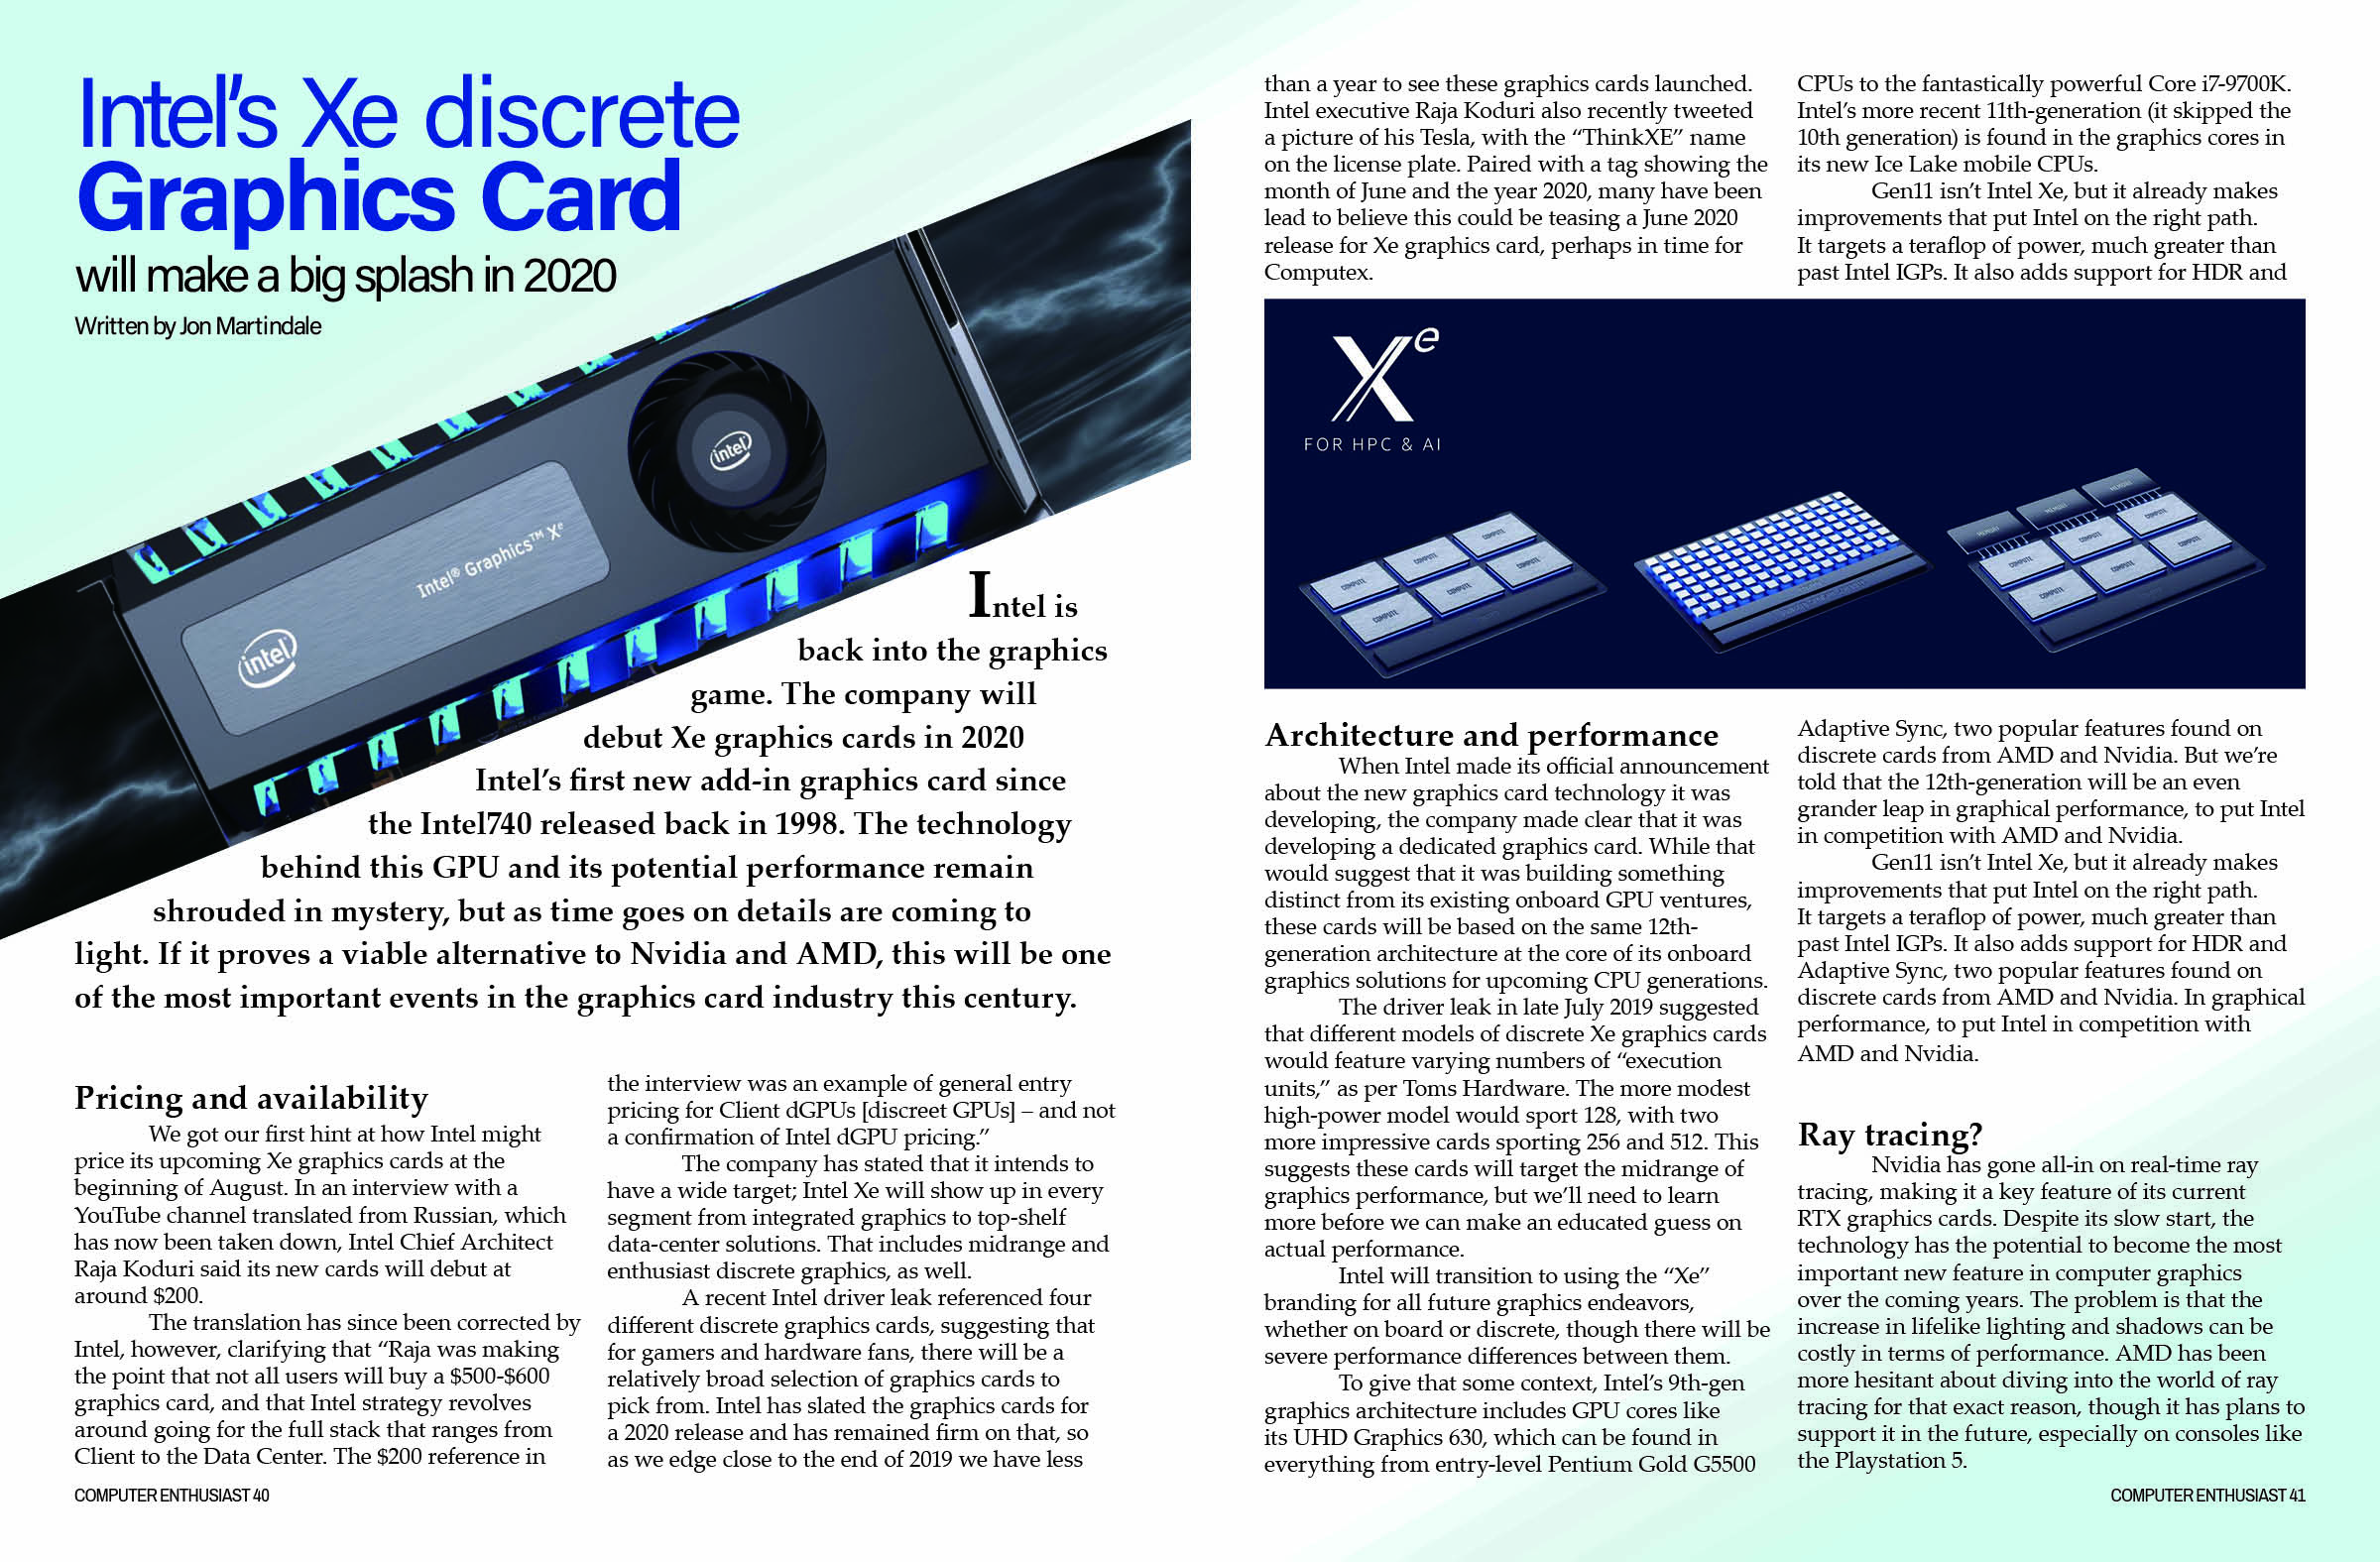 Intel's Xe discrete
Graphics Card
will make a big splash in 2020
Written by Jon Martindale
intel
Intel® Graphics™ Xe
intel
Intel is
back into the graphics
game. The company will
debut Xe graphics cards in 2020
Intel's first new add-in graphics card since
the Intel740 released back in 1998. The technology
behind this GPU and its potential performance remain
shrouded in mystery, but as time goes on details are coming to
light. If it proves a viable alternative to Nvidia and AMD, this will be one
of the most important events in the graphics card industry this century.
Pricing and availability
We got our first hint at how Intel might
price its upcoming Xe graphics cards at the
beginning of August. In an interview with a
YouTube channel translated from Russian, which
has now been taken down, Intel Chief Architect
Raja Koduri said its new cards will debut at
around $200.
The translation has since been corrected by
Intel, however, clarifying that “Raja was making
the point that not all users will buy a $500-$600
graphics card, and that Intel strategy revolves
around going for the full stack that ranges from
Client to the Data Center. The $200 reference in
the interview was an example of general entry
pricing for Client dGPUs [discreet GPUs] – and not
a confirmation of Intel dGPU pricing.”
The company has stated that it intends to
have a wide target; Intel Xe will show up in every
segment from integrated graphics to top-shelf
data-center solutions. That includes midrange and
enthusiast discrete graphics, as well.
A recent Intel driver leak referenced four
different discrete graphics cards, suggesting that
for gamers and hardware fans, there will be a
relatively broad selection of graphics cards to
pick from. Intel has slated the graphics cards for
a 2020 release and has remained firm on that, so
as we edge close to the end of 2019 we have less
COMPUTER ENTHUSIAST 40
than a year to see these graphics cards launched.
Intel executive Raja Koduri also recently tweeted
a picture of his Tesla, with the “ThinkXE” name
on the license plate. Paired with a tag showing the
month of June and the year 2020, many have been
lead to believe this could be teasing a June 2020
release for Xe graphics card, perhaps in time for
Computex.
Xe
FOR HPC & AI
COMPUTE
COMPUTE
COMPUTE
COMPUTE
COMPUTE
COMPUTE
MEMORY
MEMORY
MEMORY
COMPUTE
COMPUTE
COMPUTE
COMPUTE
COMPUTE
COMPUTE
Architecture and performance
When Intel made its official announcement
about the new graphics card technology it was
developing, the company made clear that it was
developing a dedicated graphics card. While that
would suggest that it was building something
distinct from its existing onboard GPU ventures,
these cards will be based on the same 12th-
generation architecture at the core of its onboard
graphics solutions for upcoming CPU generations.
The driver leak in late July 2019 suggested
that different models of discrete Xe graphics cards
would feature varying numbers of “execution
units,” as per Toms Hardware. The more modest
high-power model would sport 128, with two
more impressive cards sporting 256 and 512. This
suggests these cards will target the midrange of
graphics performance, but we'll need to learn
more before we can make an educated guess on
actual performance.
Intel will transition to using the “Xe”
branding for all future graphics endeavors,
whether on board or discrete, though there will be
severe performance differences between them.
To give that some context, Intel's 9th-gen
graphics architecture includes GPU cores like
its UHD Graphics 630, which can be found in
everything from entry-level Pentium Gold G5500
CPUs to the fantastically powerful Core i7-9700K.
Intel's more recent 11th-generation (it skipped the
10th generation) is found in the graphics cores in
its new Ice Lake mobile CPUs.
Gen11 isn't Intel Xe, but it already makes
improvements that put Intel on the right path.
It targets a teraflop of power, much greater than
past Intel IGPs. It also adds support for HDR and
Adaptive Sync, two popular features found on
discrete cards from AMD and Nvidia. But we're
told that the 12th-generation will be an even
grander leap in graphical performance, to put Intel
in competition with AMD and Nvidia.
Gen11 isn't Intel Xe, but it already makes
improvements that put Intel on the right path.
It targets a teraflop of power, much greater than
past Intel IGPs. It also adds support for HDR and
Adaptive Sync, two popular features found on
discrete cards from AMD and Nvidia. In graphical
performance, to put Intel in competition with
AMD and Nvidia.
Ray tracing?
Nvidia has gone all-in on real-time ray
tracing, making it a key feature of its current
RTX graphics cards. Despite its slow start, the
technology has the potential to become the most
important new feature in computer graphics
over the coming years. The problem is that the
increase in lifelike lighting and shadows can be
costly in terms of performance. AMD has been
more hesitant about diving into the world of ray
tracing for that exact reason, though it has plans to
support it in the future, especially on consoles like
the Playstation 5.
COMPUTER ENTHUSIAST 41